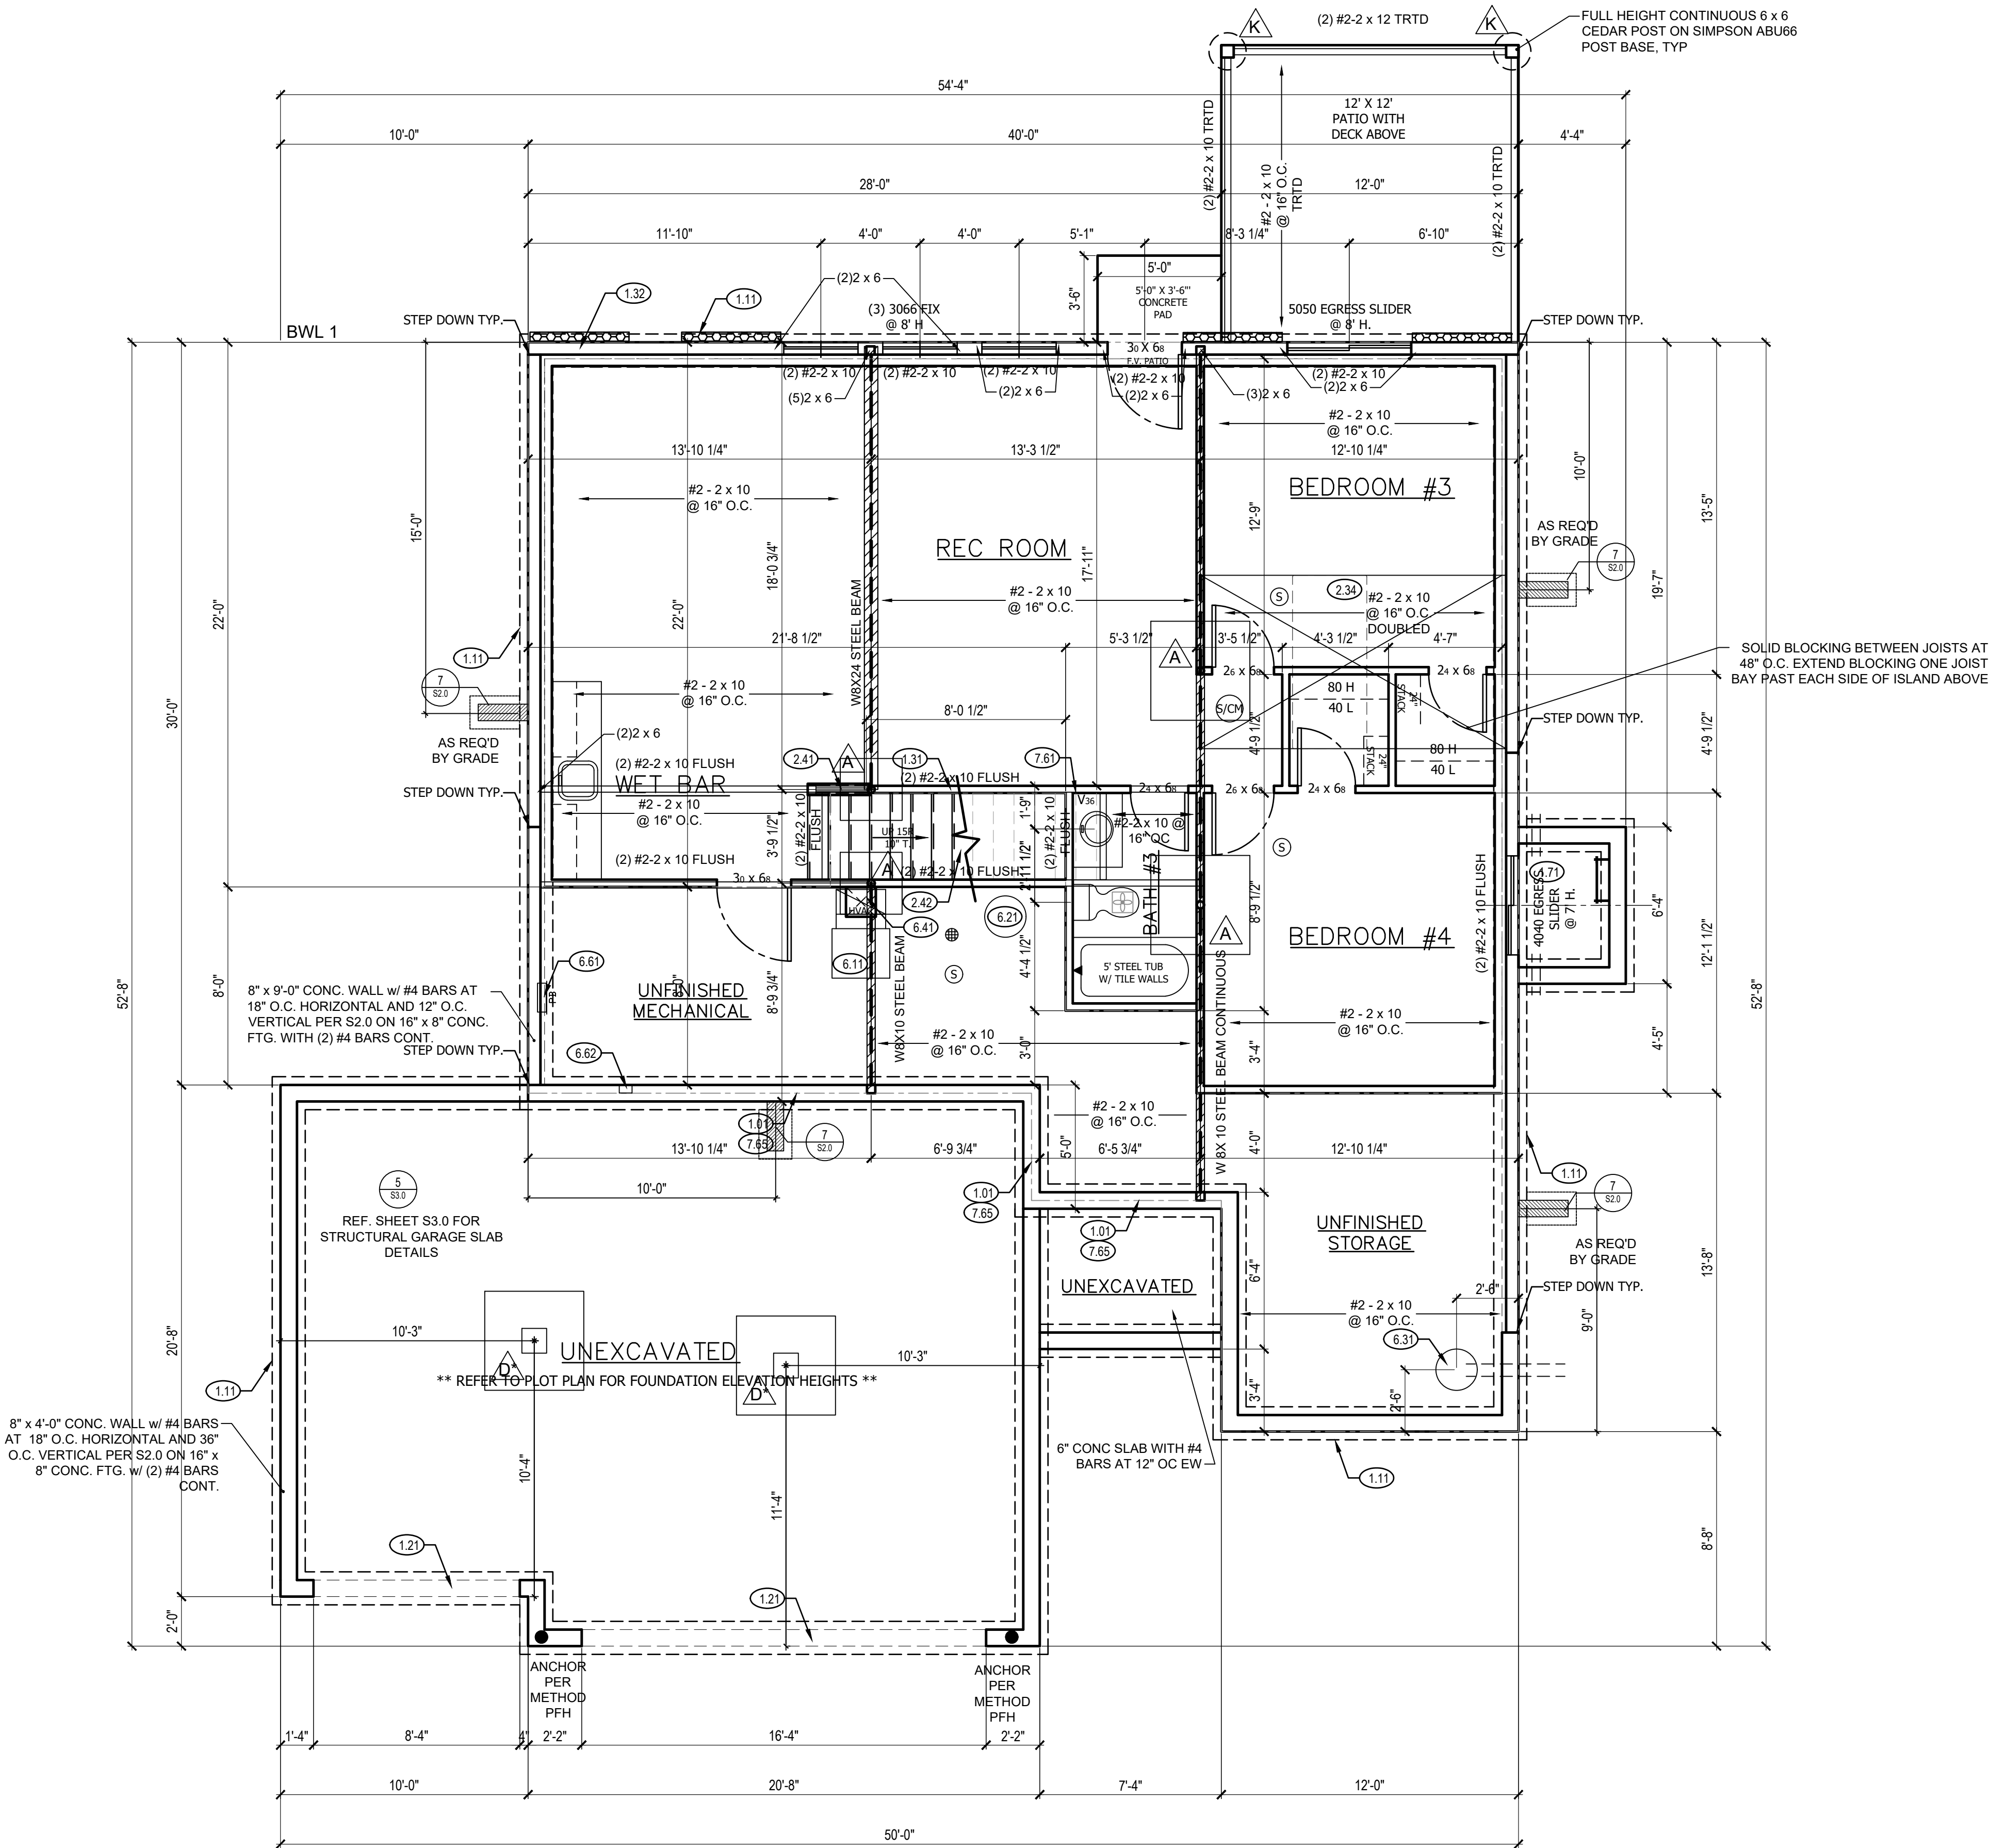 K
(2) #2-2 x 12 TRTD
K
FULL HEIGHT CONTINUOUS 6 x 6
CEDAR POST ON SIMPSON ABU66
POST BASE, TYP
54'-4"
10'-0"
40'-0"
4'-4"
12' X 12'
PATIO WITH
DECK ABOVE
(2) #2-2 x 10 TRTD
#2 - 2 x 10
@ 16" O.C.
TRTD
(2) #2-2 x 10 TRTD
28'-0"
12'-0"
11'-10"
4'-0"
4'-0"
5'-1"
8'-3 1/4"
6'-10"
5'-0"
3'-6"
5'-0" X 3'-6"'
CONCRETE
PAD
1.32
1.11
(2)2 x 6
(3) 3066 FIX
@ 8' H
5050 EGRESS SLIDER
@ 8' H.
BWL 1
STEP DOWN TYP.
STEP DOWN TYP.
30 X 68
F.V. PATIO
(2) #2-2 x 10
(2) #2-2 x 10
(2) #2-2 x 10
(2) #2-2 x 10
(2) #2-2 x 10
(5)2 x 6
(2)2 x 6
(2)2 x 6
(3)2 x 6
(2)2 x 6
#2 - 2 x 10
@ 16" O.C.
13'-10 1/4"
13'-3 1/2"
12'-10 1/4"
#2 - 2 x 10
@ 16" O.C.
BEDROOM #3
10'-0"
13'-5"
15'-0"
12'-9"
REC ROOM
17'-11"
18'-0 3/4"
AS REQ'D
BY GRADE
7
S2.0
22'-0"
22'-0"
30'-0"
19'-7"
W8X24 STEEL BEAM
#2 - 2 x 10
@ 16" O.C.
S
2.34
#2 - 2 x 10
@ 16" O.C
DOUBLED
21'-8 1/2"
5'-3 1/2"
3'-5 1/2"
4'-3 1/2"
4'-7"
SOLID BLOCKING BETWEEN JOISTS AT
48" O.C. EXTEND BLOCKING ONE JOIST
BAY PAST EACH SIDE OF ISLAND ABOVE
1.11
7
S2.0
A
26 x 68
24 x 68
80 H
40 L
STACK
24"
#2 - 2 x 10
@ 16" O.C.
8'-0 1/2"
S/CM
STEP DOWN TYP.
4'-9 1/2"
4'-9 1/2"
AS REQ'D
BY GRADE
(2)2 x 6
STACK
24"
80 H
40 L
2.41
A
1.31
7.61
(2) #2-2 x 10 FLUSH
(2) #2-2 x 10 FLUSH
WET BAR
STEP DOWN TYP.
24 x 68
26 x 68
24 x 68
#2 - 2 x 10
@ 16" O.C.
3'-9 1/2"
(2) #2-2 x 10
FLUSH
UP 15R
10" T.
1'-9"
(2) #2-2 x 10
FLUSH
V36
#2-2 x 10 @
16" OC
S
(2) #2-2 x 10 FLUSH
30 x 68
A
(2) #2-2 x 10 FLUSH
2'-11 1/2"
BATH #3
8'-9 1/2"
(2) #2-2 x 10 FLUSH
4040 EGRESS
SLIDER
@ 7' H.
6'-4"
12'-1 1/2"
HVAC
2.42
6.21
6.41
A
BEDROOM #4
6.61
PB
6.11
S
4'-4 1/2"
5' STEEL TUB
W/ TILE WALLS
52'-8"
8'-0"
8" x 9'-0" CONC. WALL w/ #4 BARS AT
18" O.C. HORIZONTAL AND 12" O.C.
VERTICAL PER S2.0 ON 16" x 8" CONC.
FTG. WITH (2) #4 BARS CONT.
UNFINISHED
MECHANICAL
8'-9 3/4"
W8X10 STEEL BEAM
52'-8"
STEP DOWN TYP.
6.62
#2 - 2 x 10
@ 16" O.C.
3'-0"
W 8X 10 STEEL BEAM CONTINUOUS
3'-4"
#2 - 2 x 10
@ 16" O.C.
4'-5"
1.01
7.65
7
S2.0
#2 - 2 x 10
@ 16" O.C.
13'-10 1/4"
6'-9 3/4"
5'-0"
6'-5 3/4"
4'-0"
12'-10 1/4"
1.11
10'-0"
5
S3.0
REF. SHEET S3.0 FOR
STRUCTURAL GARAGE SLAB
DETAILS
1.01
7.65
1.01
7.65
7
S2.0
UNFINISHED
STORAGE
AS REQ'D
BY GRADE
6'-4"
UNEXCAVATED
2'-6"
STEP DOWN TYP.
13'-8"
9'-0"
#2 - 2 x 10
@ 16" O.C.
6.31
20'-8"
10'-3"
UNEXCAVATED
10'-3"
D*
D*
** REFER TO PLOT PLAN FOR FOUNDATION ELEVATION HEIGHTS **
1.11
3'-4"
2'-6"
8" x 4'-0" CONC. WALL w/ #4 BARS
AT 18" O.C. HORIZONTAL AND 36"
O.C. VERTICAL PER S2.0 ON 16" x
8" CONC. FTG. w/ (2) #4 BARS
CONT.
10'-4"
11'-4"
6" CONC SLAB WITH #4
BARS AT 12" OC EW
1.11
8'-8"
1.21
1.21
2'-0"
ANCHOR
PER
METHOD
PFH
ANCHOR
PER
METHOD
PFH
1'-4"
8'-4"
4"
2'-2"
16'-4"
2'-2"
10'-0"
20'-8"
7'-4"
12'-0"
50'-0"